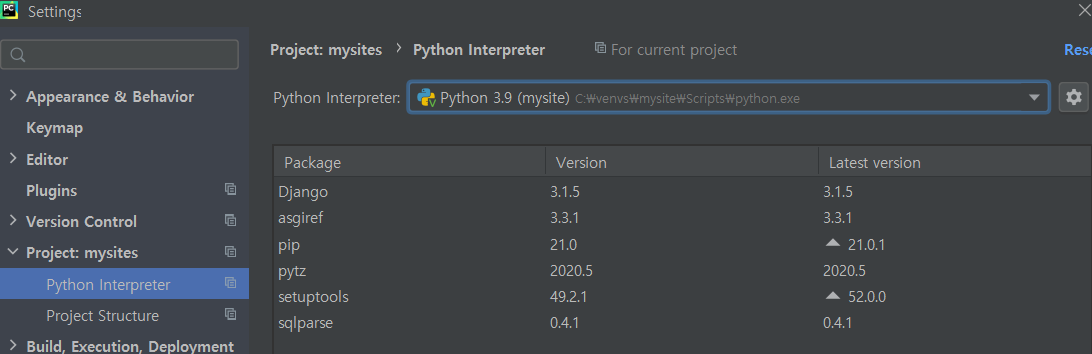 PC Settings
Project: mysites > Python Interpreter For current project Rese
Appearance & Behavior
Python Interpreter: Python 3.9 (mysite) C:₩venvs₩mysite₩Scripts₩python.exe
Keymap
Editor
Plugins
Version Control
Project: mysites
Python Interpreter
Project Structure
Build, Execution, Deployment
Package Version Latest version
Django 3.1.5 3.1.5
asgiref 3.3.1 3.3.1
pip 21.0 21.0.1
pytz 2020.5 2020.5
setuptools 49.2.1 52.0.0
sqlparse 0.4.1 0.4.1